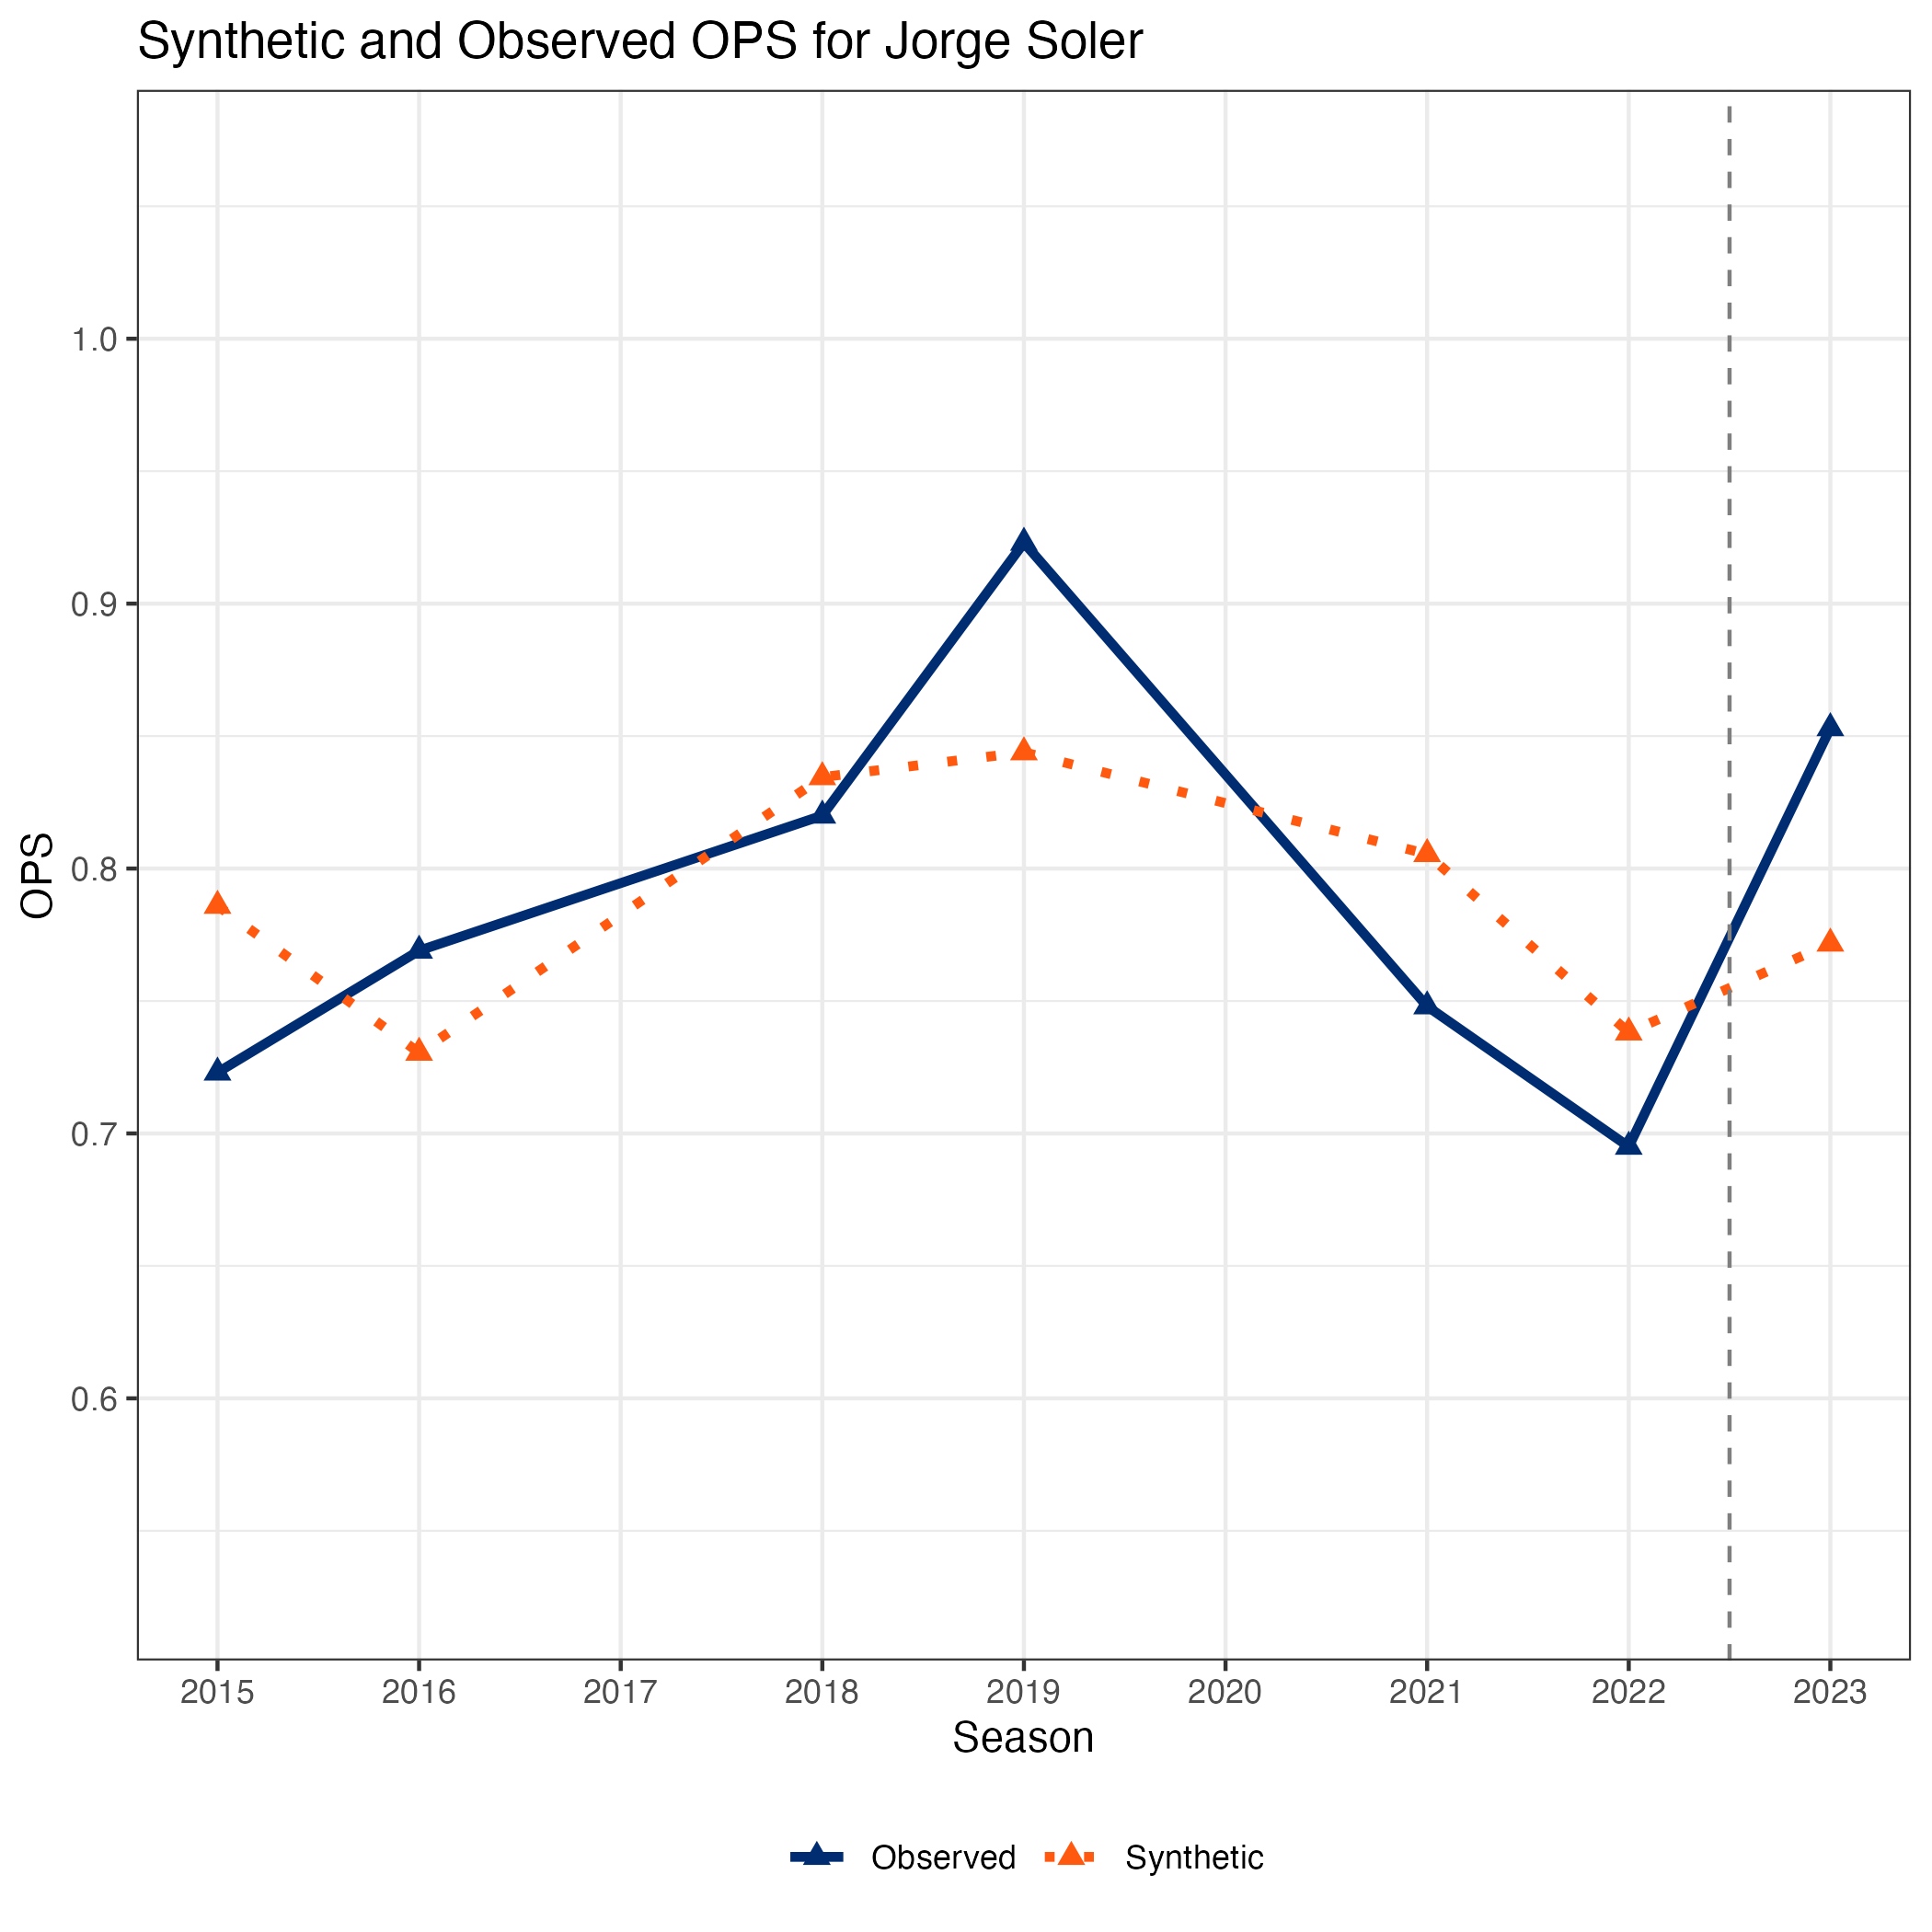 Synthetic and Observed OPS for Jorge Soler
OPS
1.0
0.9
0.8
0.7
0.6
2015 2016 2017 2018 2019 2020 2021 2022 2023
Season
Observed Synthetic